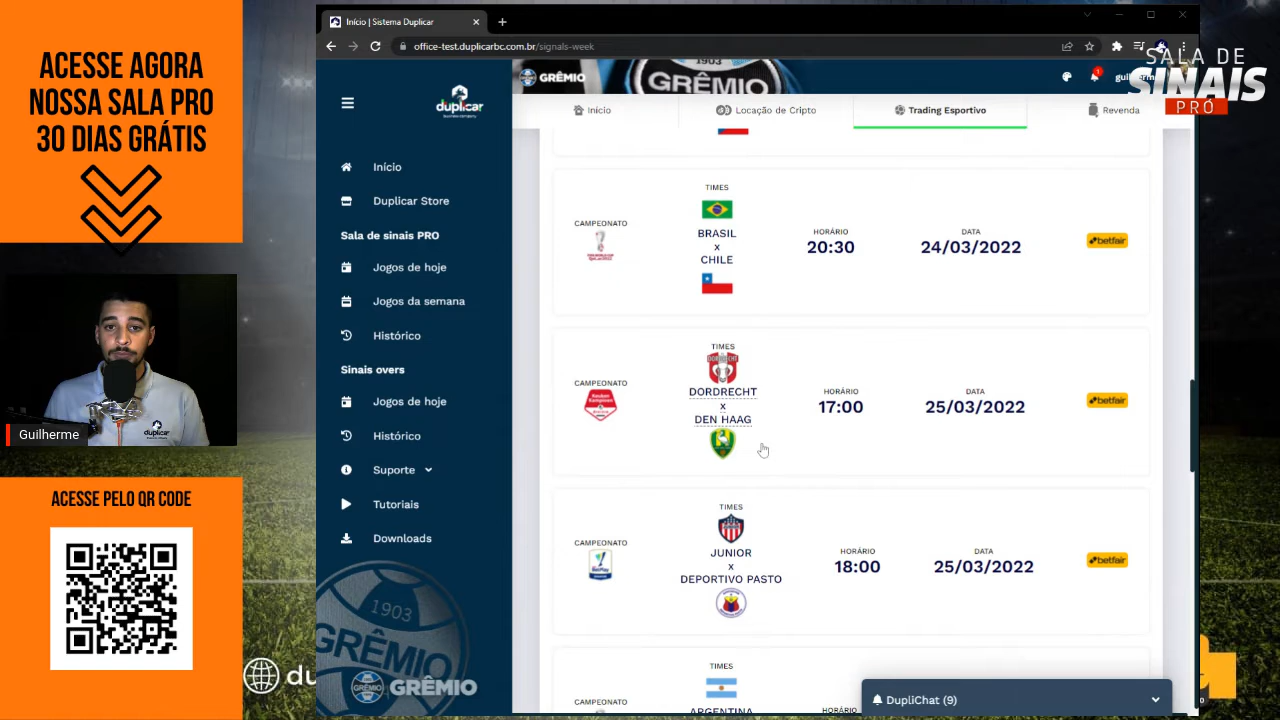 ACESSE AGORA
NOSSA SALA PRO
30 DIAS GRÁTIS
Guilherme
ACESSE PELO QR CODE
Início | Sistema Duplicar
office-test.duplicarbc.com.br/signals-week
SALA DE
SINAIS
PRÓ
1903
GRÊMIO
GRÊMIO
1
duplicar
Início
Locação de Cripto
Trading Esportivo
Revenda
Início
Duplicar Store
Sala de sinais PRO
Jogos de hoje
Jogos da semana
Histórico
Sinais overs
Jogos de hoje
Histórico
Suporte
Tutoriais
Downloads
1903
GRÊMIO
GRÊMIO
CAMPEONATO
TIMES
BRASIL
x
CHILE
HORÁRIO
20:30
DATA
24/03/2022
betfair
CAMPEONATO
TIMES
DORDRECHT
x
DEN HAAG
HORÁRIO
17:00
DATA
25/03/2022
betfair
CAMPEONATO
TIMES
JUNIOR
x
DEPORTIVO PASTO
HORÁRIO
18:00
DATA
25/03/2022
betfair
TIMES
ARGENTINA
CAMPEONATO
HORÁRIO
DupliChat (9)
du